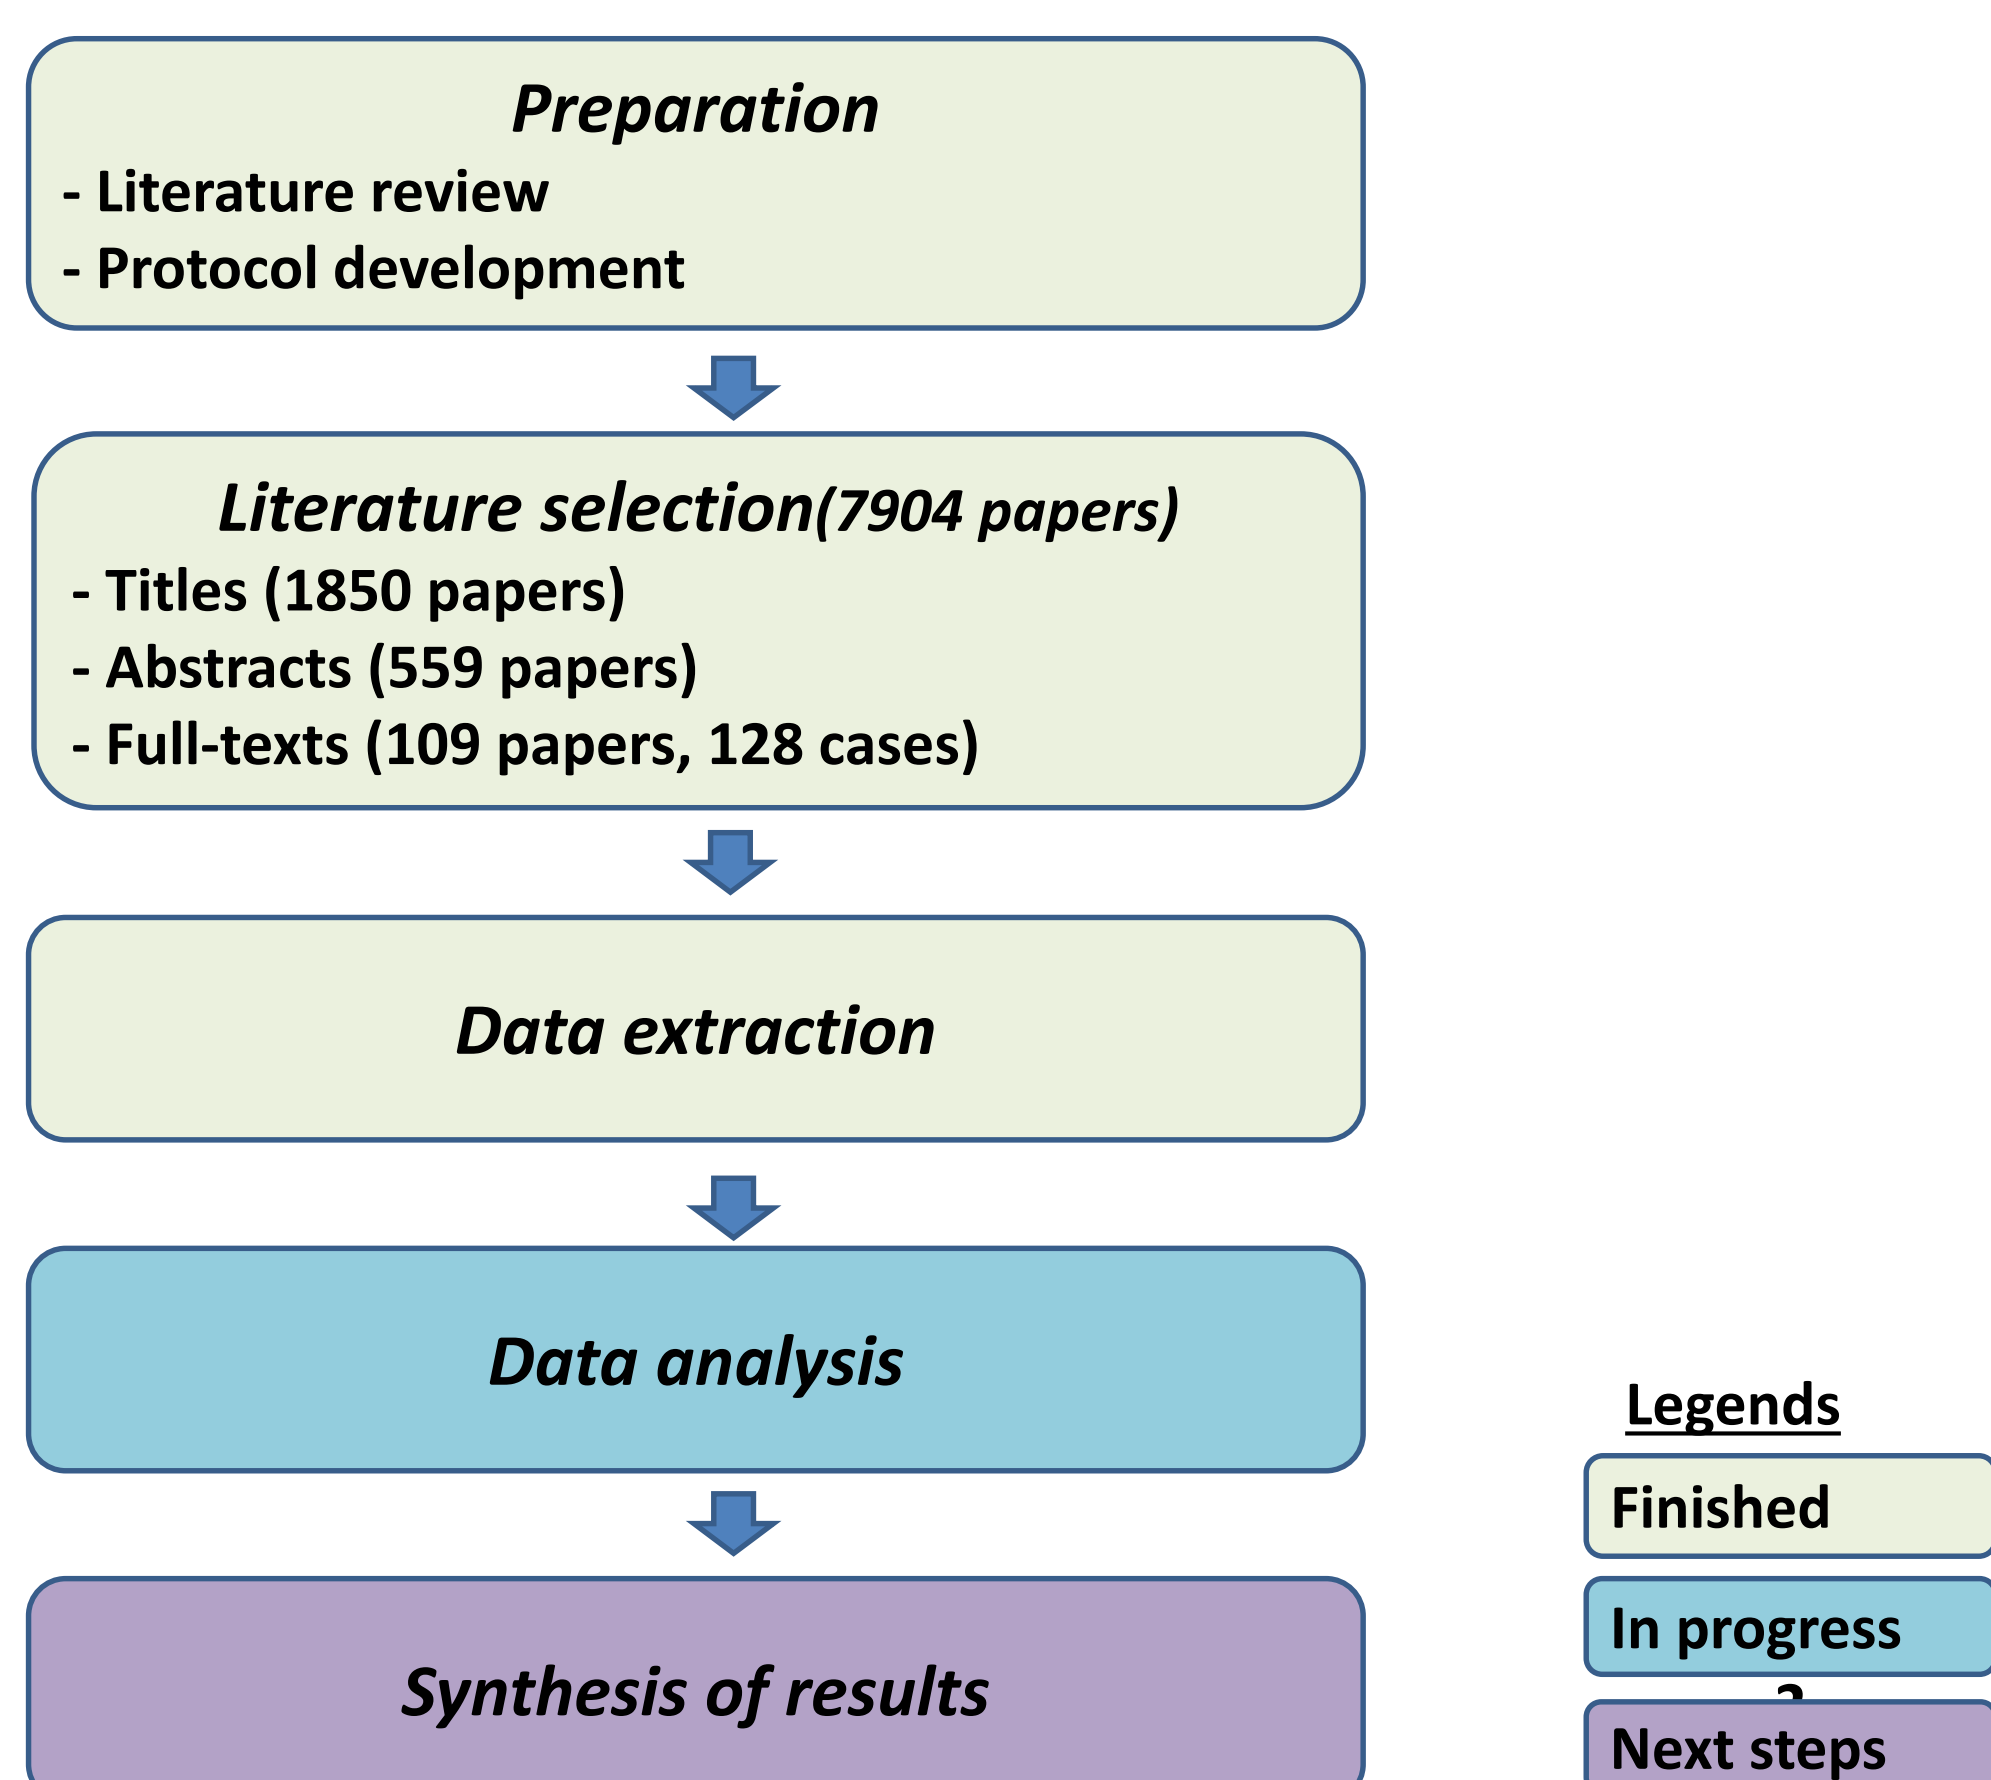 Preparation
- Literature review
- Protocol development
Literature selection(7904 papers)
- Titles (1850 papers)
- Abstracts (559 papers)
- Full-texts (109 papers, 128 cases)
Data extraction
Data analysis
Synthesis of results
Legends
Finished
In progress
Next steps